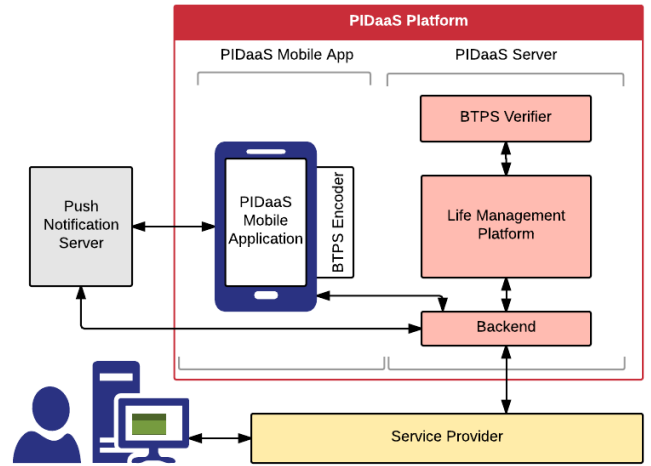 PIDaaS Platform
PIDaaS Mobile App
PIDaaS Server
BTPS Verifier
Push
Notification
Server
PIDaaS
Mobile
Application
BTPS Encoder
Life Management
Platform
Backend
Service Provider